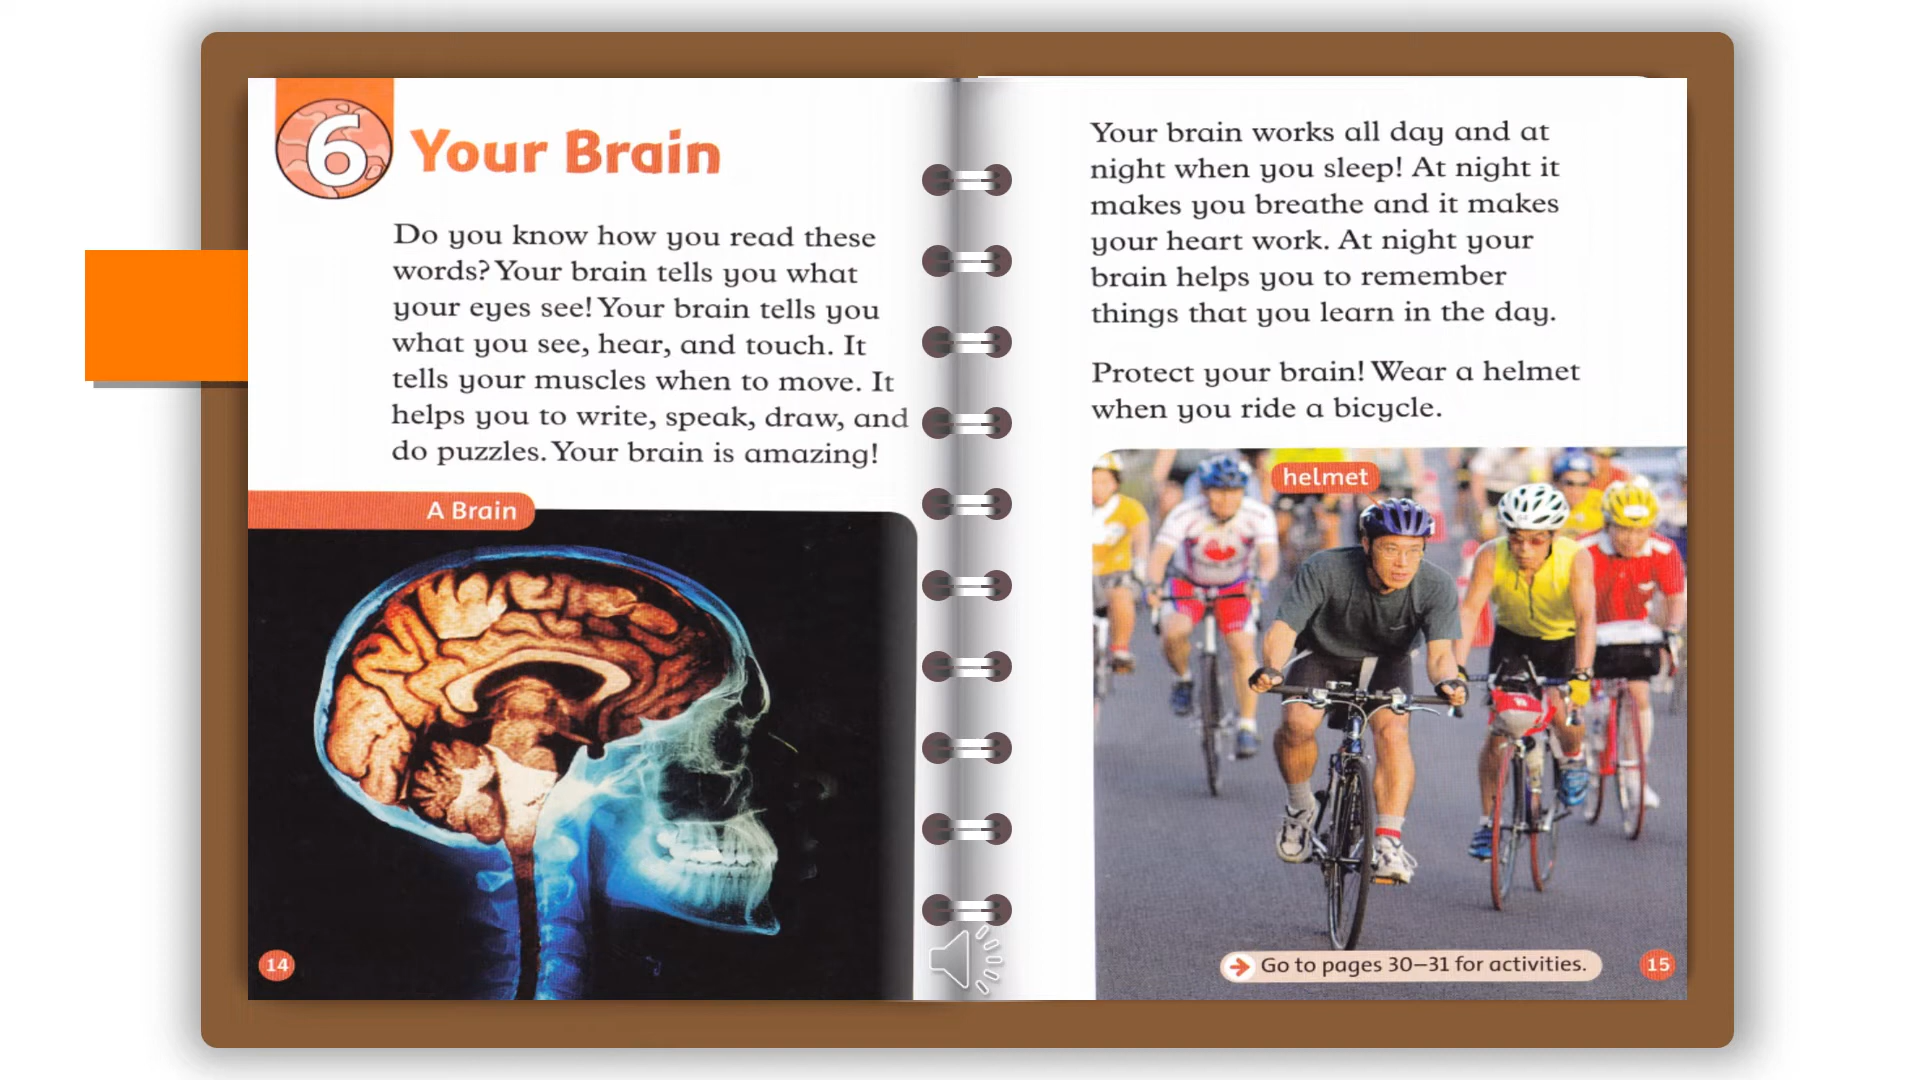 6
Your Brain
Do you know how you read these
words? Your brain tells you what
your eyes see! Your brain tells you
what you see, hear, and touch. It
tells your muscles when to move. It
helps you to write, speak, draw, and
do puzzles. Your brain is amazing!
A Brain
14
Your brain works all day and at
night when you sleep! At night it
makes you breathe and it makes
your heart work. At night your
brain helps you to remember
things that you learn in the day.
Protect your brain! Wear a helmet
when you ride a bicycle.
helmet
Go to pages 30–31 for activities.
15